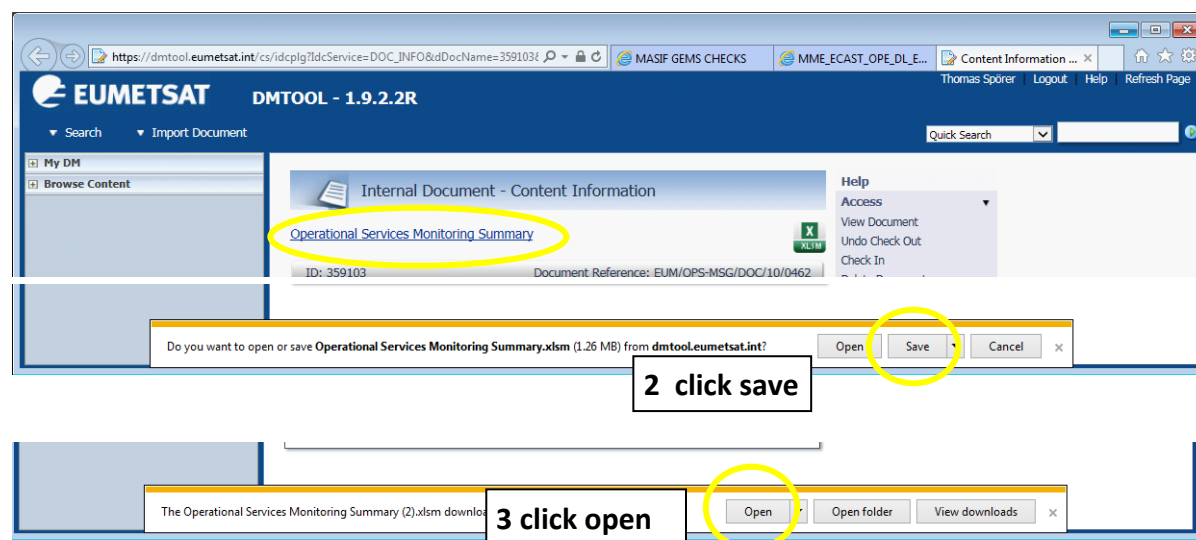 https://dmtool.eumetsat.int/cs/idcplg?IdcService=DOC_INFO&dDocName=359103&
MASIF GEMS CHECKS
MME_ECAST_OPE_DL_E...
Content Information ...
EUMETSAT
DMTOOL - 1.9.2.2R
Thomas Spörer Logout Help Refresh Page
Search Import Document
Quick Search
My DM
Browse Content
Internal Document - Content Information
Operational Services Monitoring Summary
X
XLSM
ID: 359103 Document Reference: EUM/OPS-MSG/DOC/10/0462
Help
Access
View Document
Undo Check Out
Check In
Do you want to open or save Operational Services Monitoring Summary.xlsm (1.26 MB) from dmtool.eumetsat.int?
Open Save Cancel
2 click save
The Operational Services Monitoring Summary (2).xlsm
3 click open
Open Open folder View downloads